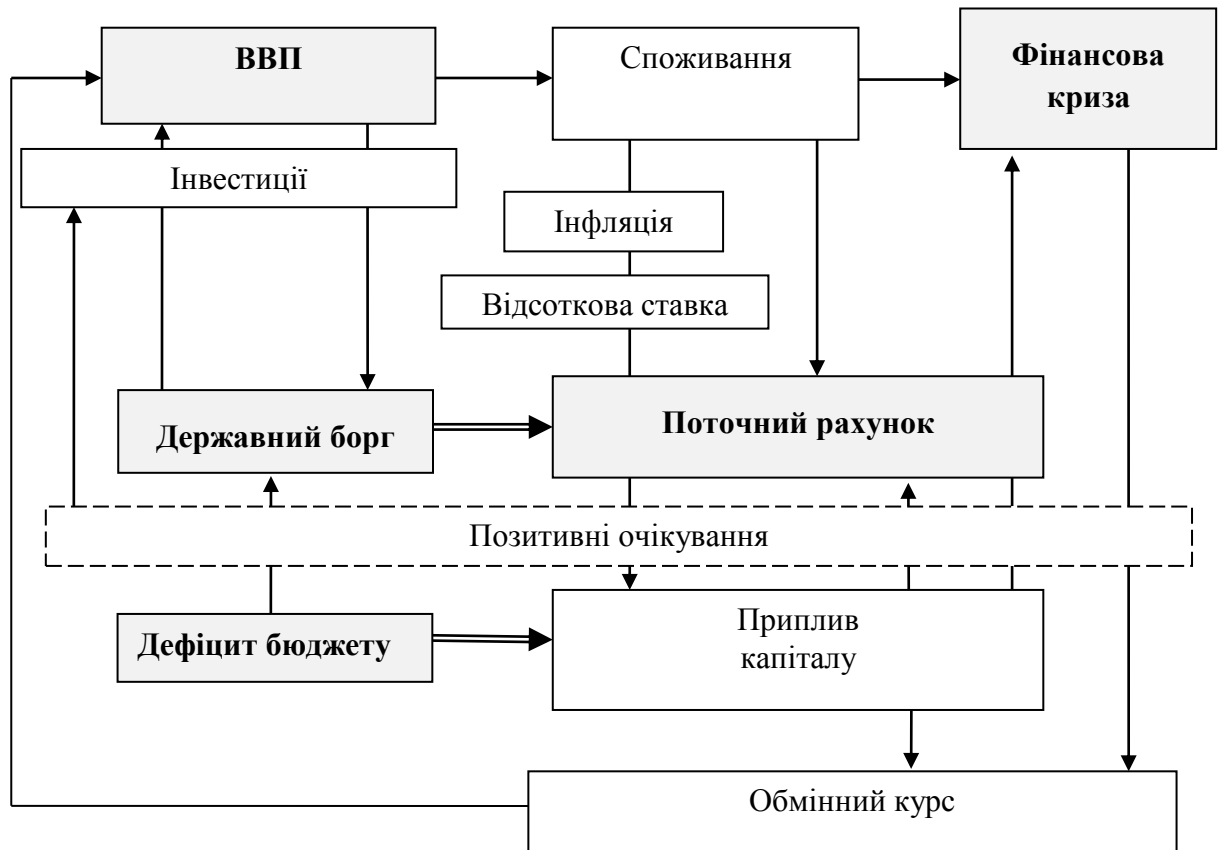 ВВП
Споживання
Фінансова
криза
Інвестиції
Інфляція
Відсоткова ставка
Державний борг
Поточний рахунок
Позитивні очікування
Дефіцит бюджету
Приплив
капіталу
Обмінний курс